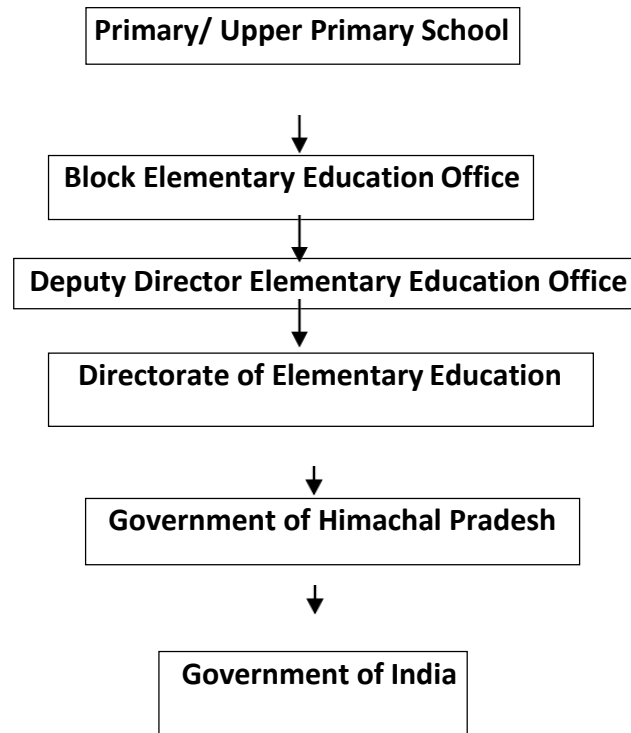 Primary/ Upper Primary School
Block Elementary Education Office
Deputy Director Elementary Education Office
Directorate of Elementary Education
Government of Himachal Pradesh
Government of India